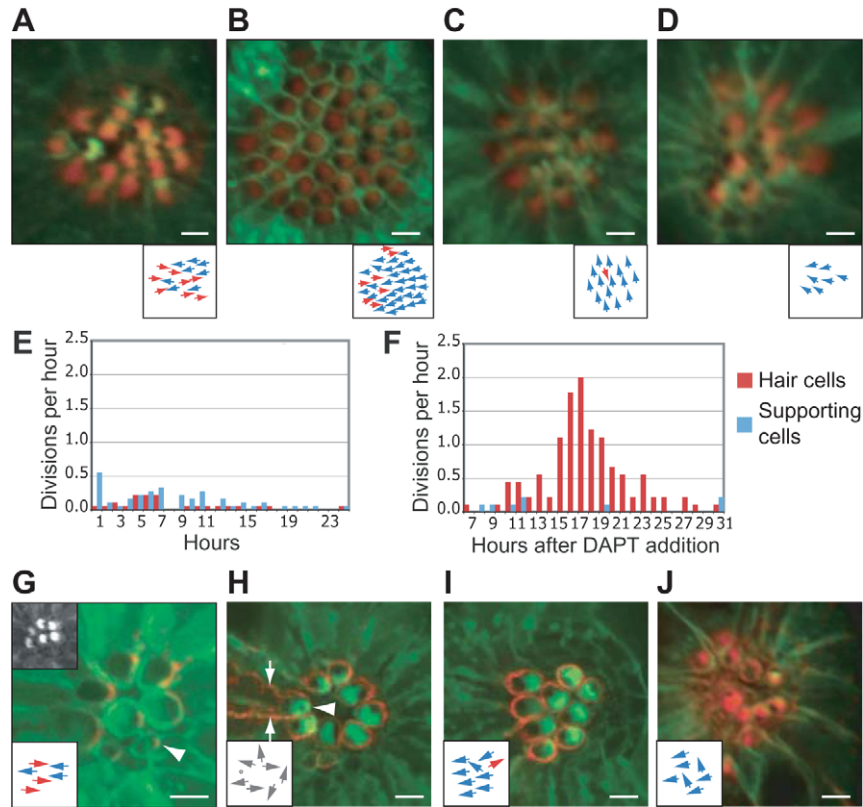 A B C D
E F
2.5 2.5
2.0 2.0
1.5 1.5
1.0 1.0
0.5 0.5
0.0 0.0
Divisions per hour
1 3 5 7 9 11 15 19 23
Hours
Divisions per hour
7 9 11 13 15 17 19 21 23 25 27 29 31
Hours after DAPT addition
Hair cells
Supporting
cells
G H I J